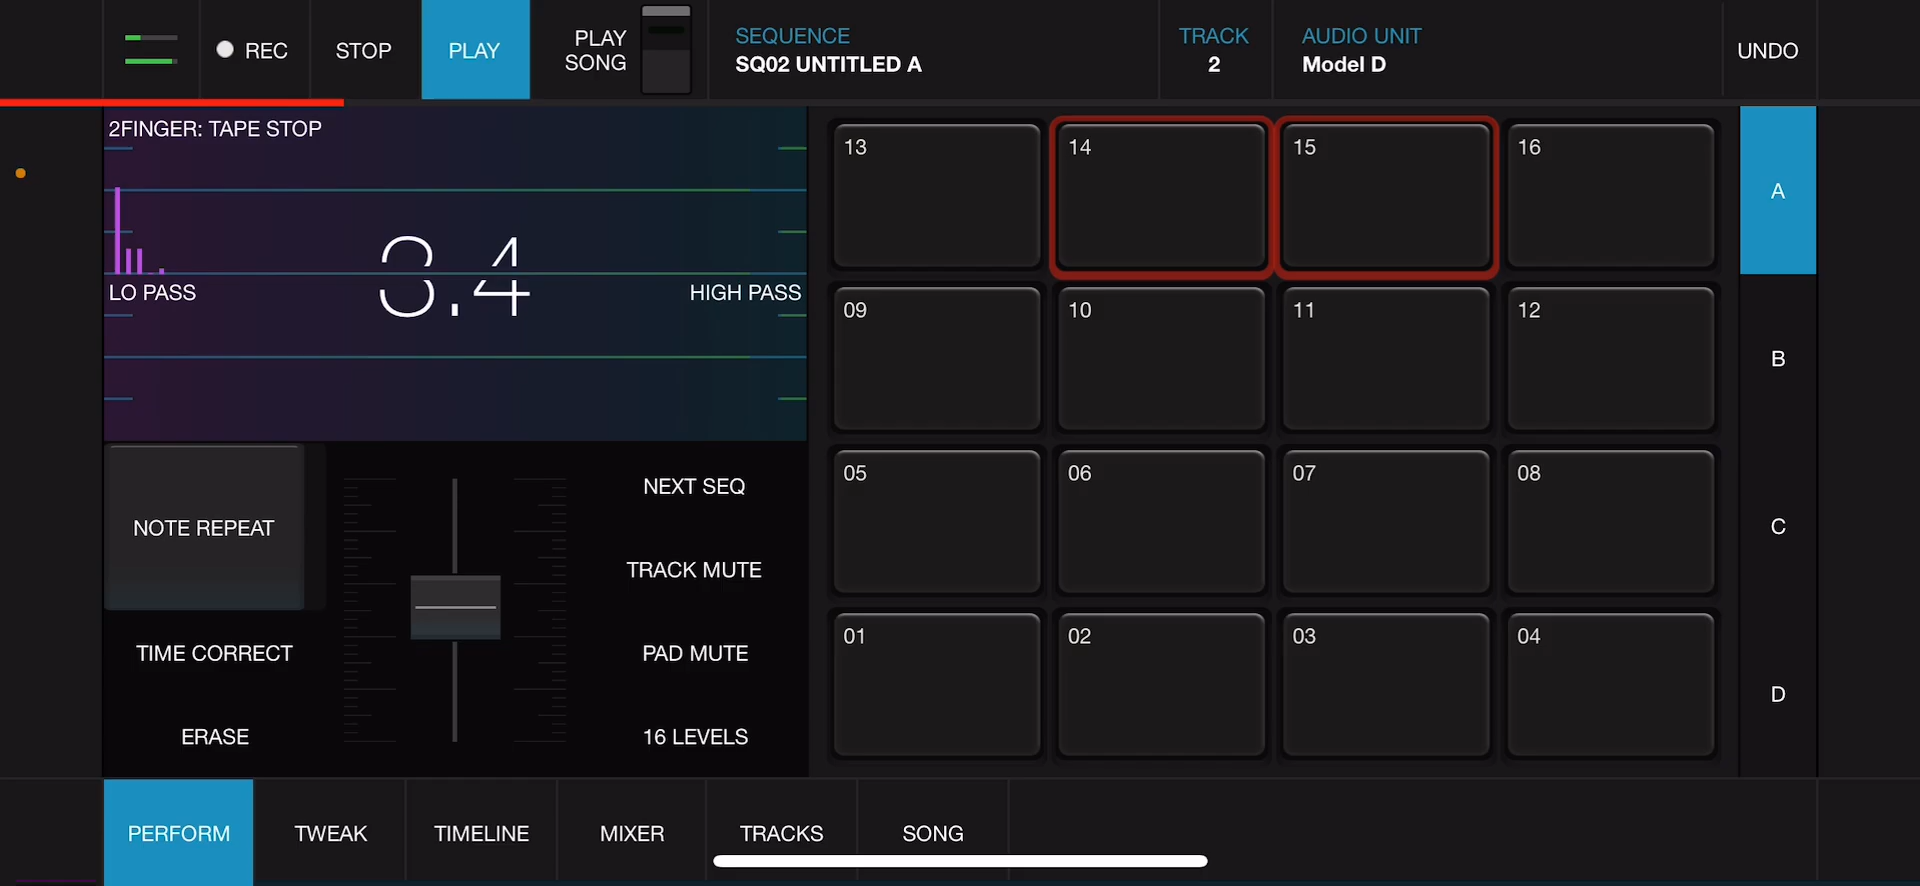 REC
STOP
PLAY
PLAY
SONG
SEQUENCE
SQ02 UNTITLED A
TRACK
2
AUDIO UNIT
Model D
UNDO
2FINGER: TAPE STOP
3.4
LO PASS
HIGH PASS
13
14
15
16
A
09
10
11
12
B
NOTE REPEAT
NEXT SEQ
TRACK MUTE
05
06
07
08
C
TIME CORRECT
PAD MUTE
ERASE
16 LEVELS
01
02
03
04
D
PERFORM
TWEAK
TIMELINE
MIXER
TRACKS
SONG